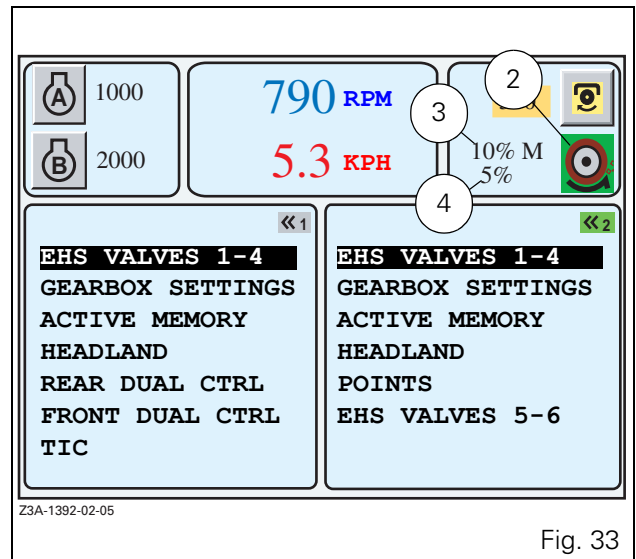 1000
2000
A
B
790 RPM
5.3 KPH
2
3
4
10% M
5%
« 1
« 2
EHS VALVES 1-4
GEARBOX SETTINGS
ACTIVE MEMORY
HEADLAND
REAR DUAL CTRL
FRONT DUAL CTRL
TIC
EHS VALVES 1-4
GEARBOX SETTINGS
ACTIVE MEMORY
HEADLAND
POINTS
EHS VALVES 5-6
Z3A-1392-02-05
Fig. 33